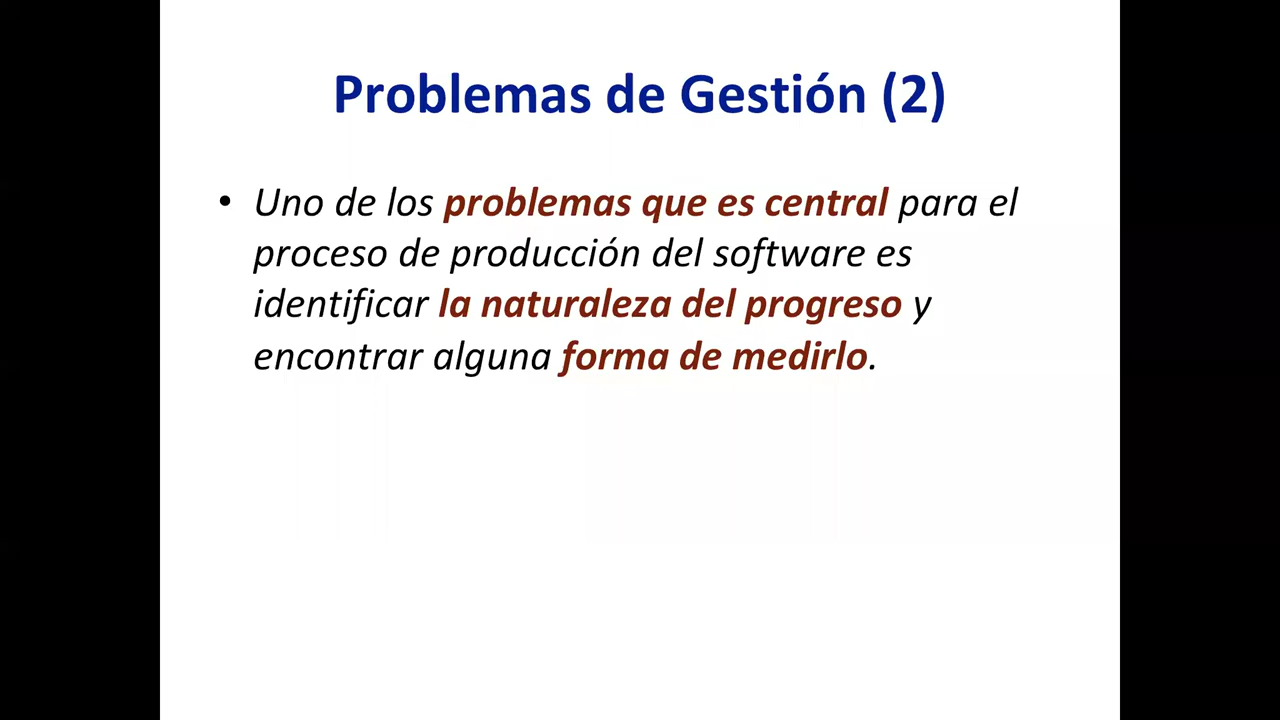 Problemas de Gestión (2)
• Uno de los problemas que es central para el
proceso de producción del software es
identificar la naturaleza del progreso y
encontrar alguna forma de medirlo.